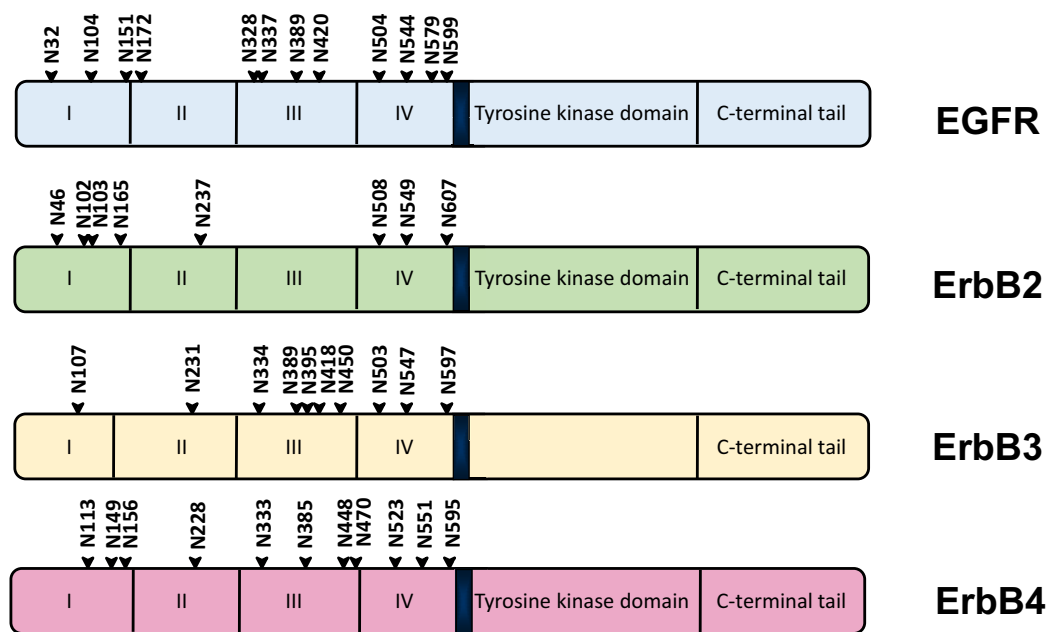 N32 N104 N151 N172 N328 N337 N389 N420 N504 N544 N579 N599
I II III IV Tyrosine kinase domain C-terminal tail EGFR
N46 N102 N103 N165 N237 N508 N549 N607
I II III IV Tyrosine kinase domain C-terminal tail ErbB2
N107 N231 N334 N389 N395 N418 N450 N503 N547 N597
I II III IV C-terminal tail ErbB3
N113 N149 N156 N228 N333 N385 N448 N470 N523 N551 N595
I II III IV Tyrosine kinase domain C-terminal tail ErbB4